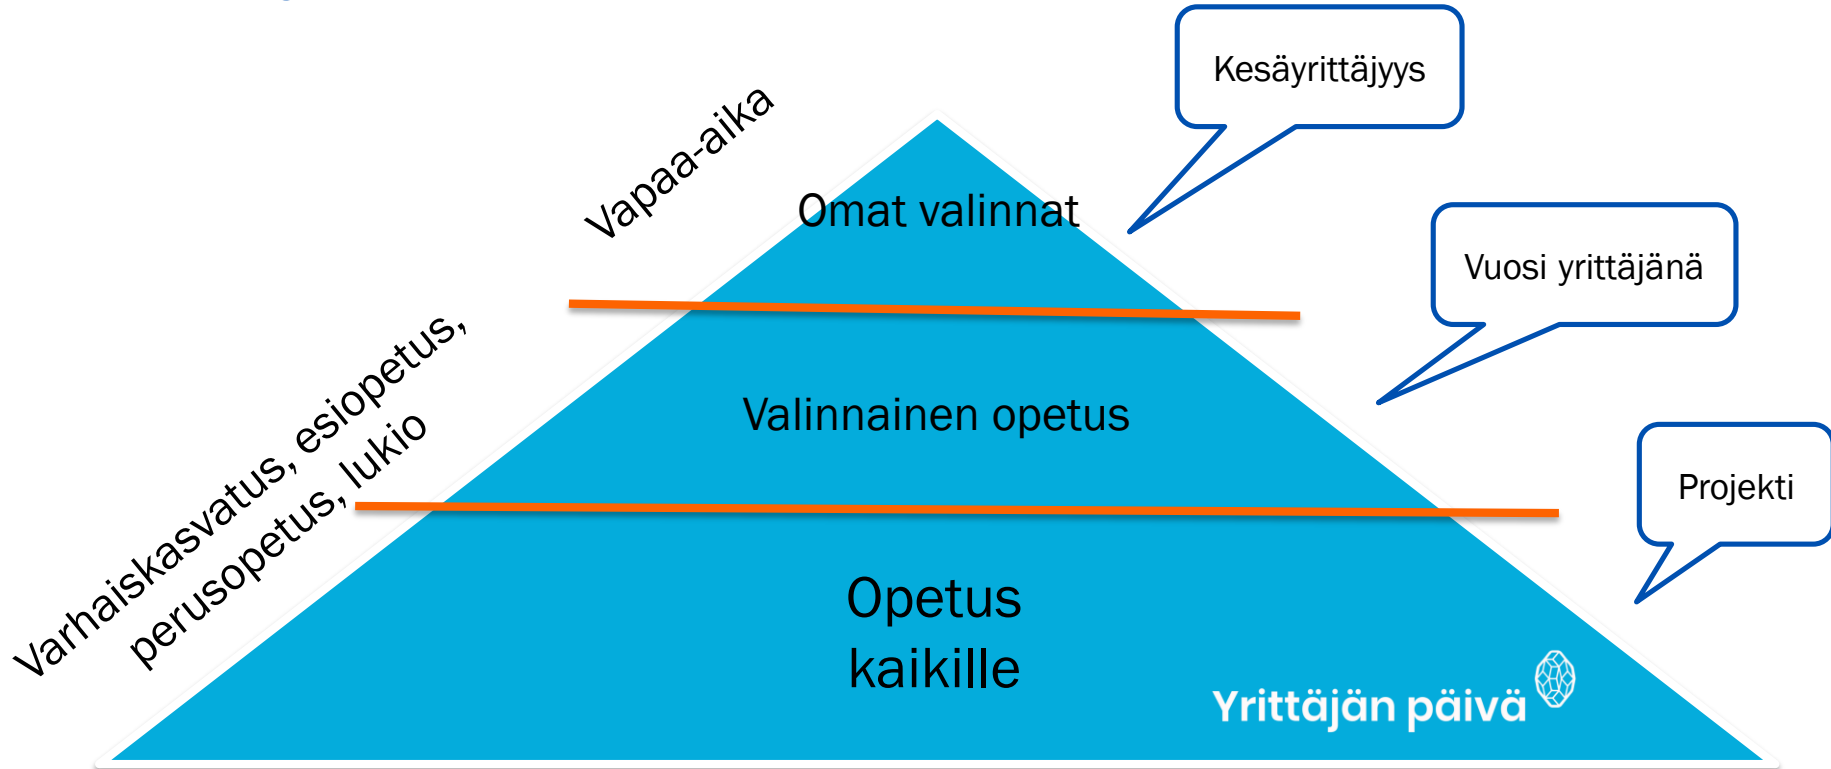 Kesäyrittäjyys
Vapaa-aika
Omat valinnat
Vuosi yrittäjänä
Varhaiskasvatus, esiopetus,
perusopetus, lukio
Valinnainen opetus
Projekti
Opetus
kaikille
Yrittäjän päivä